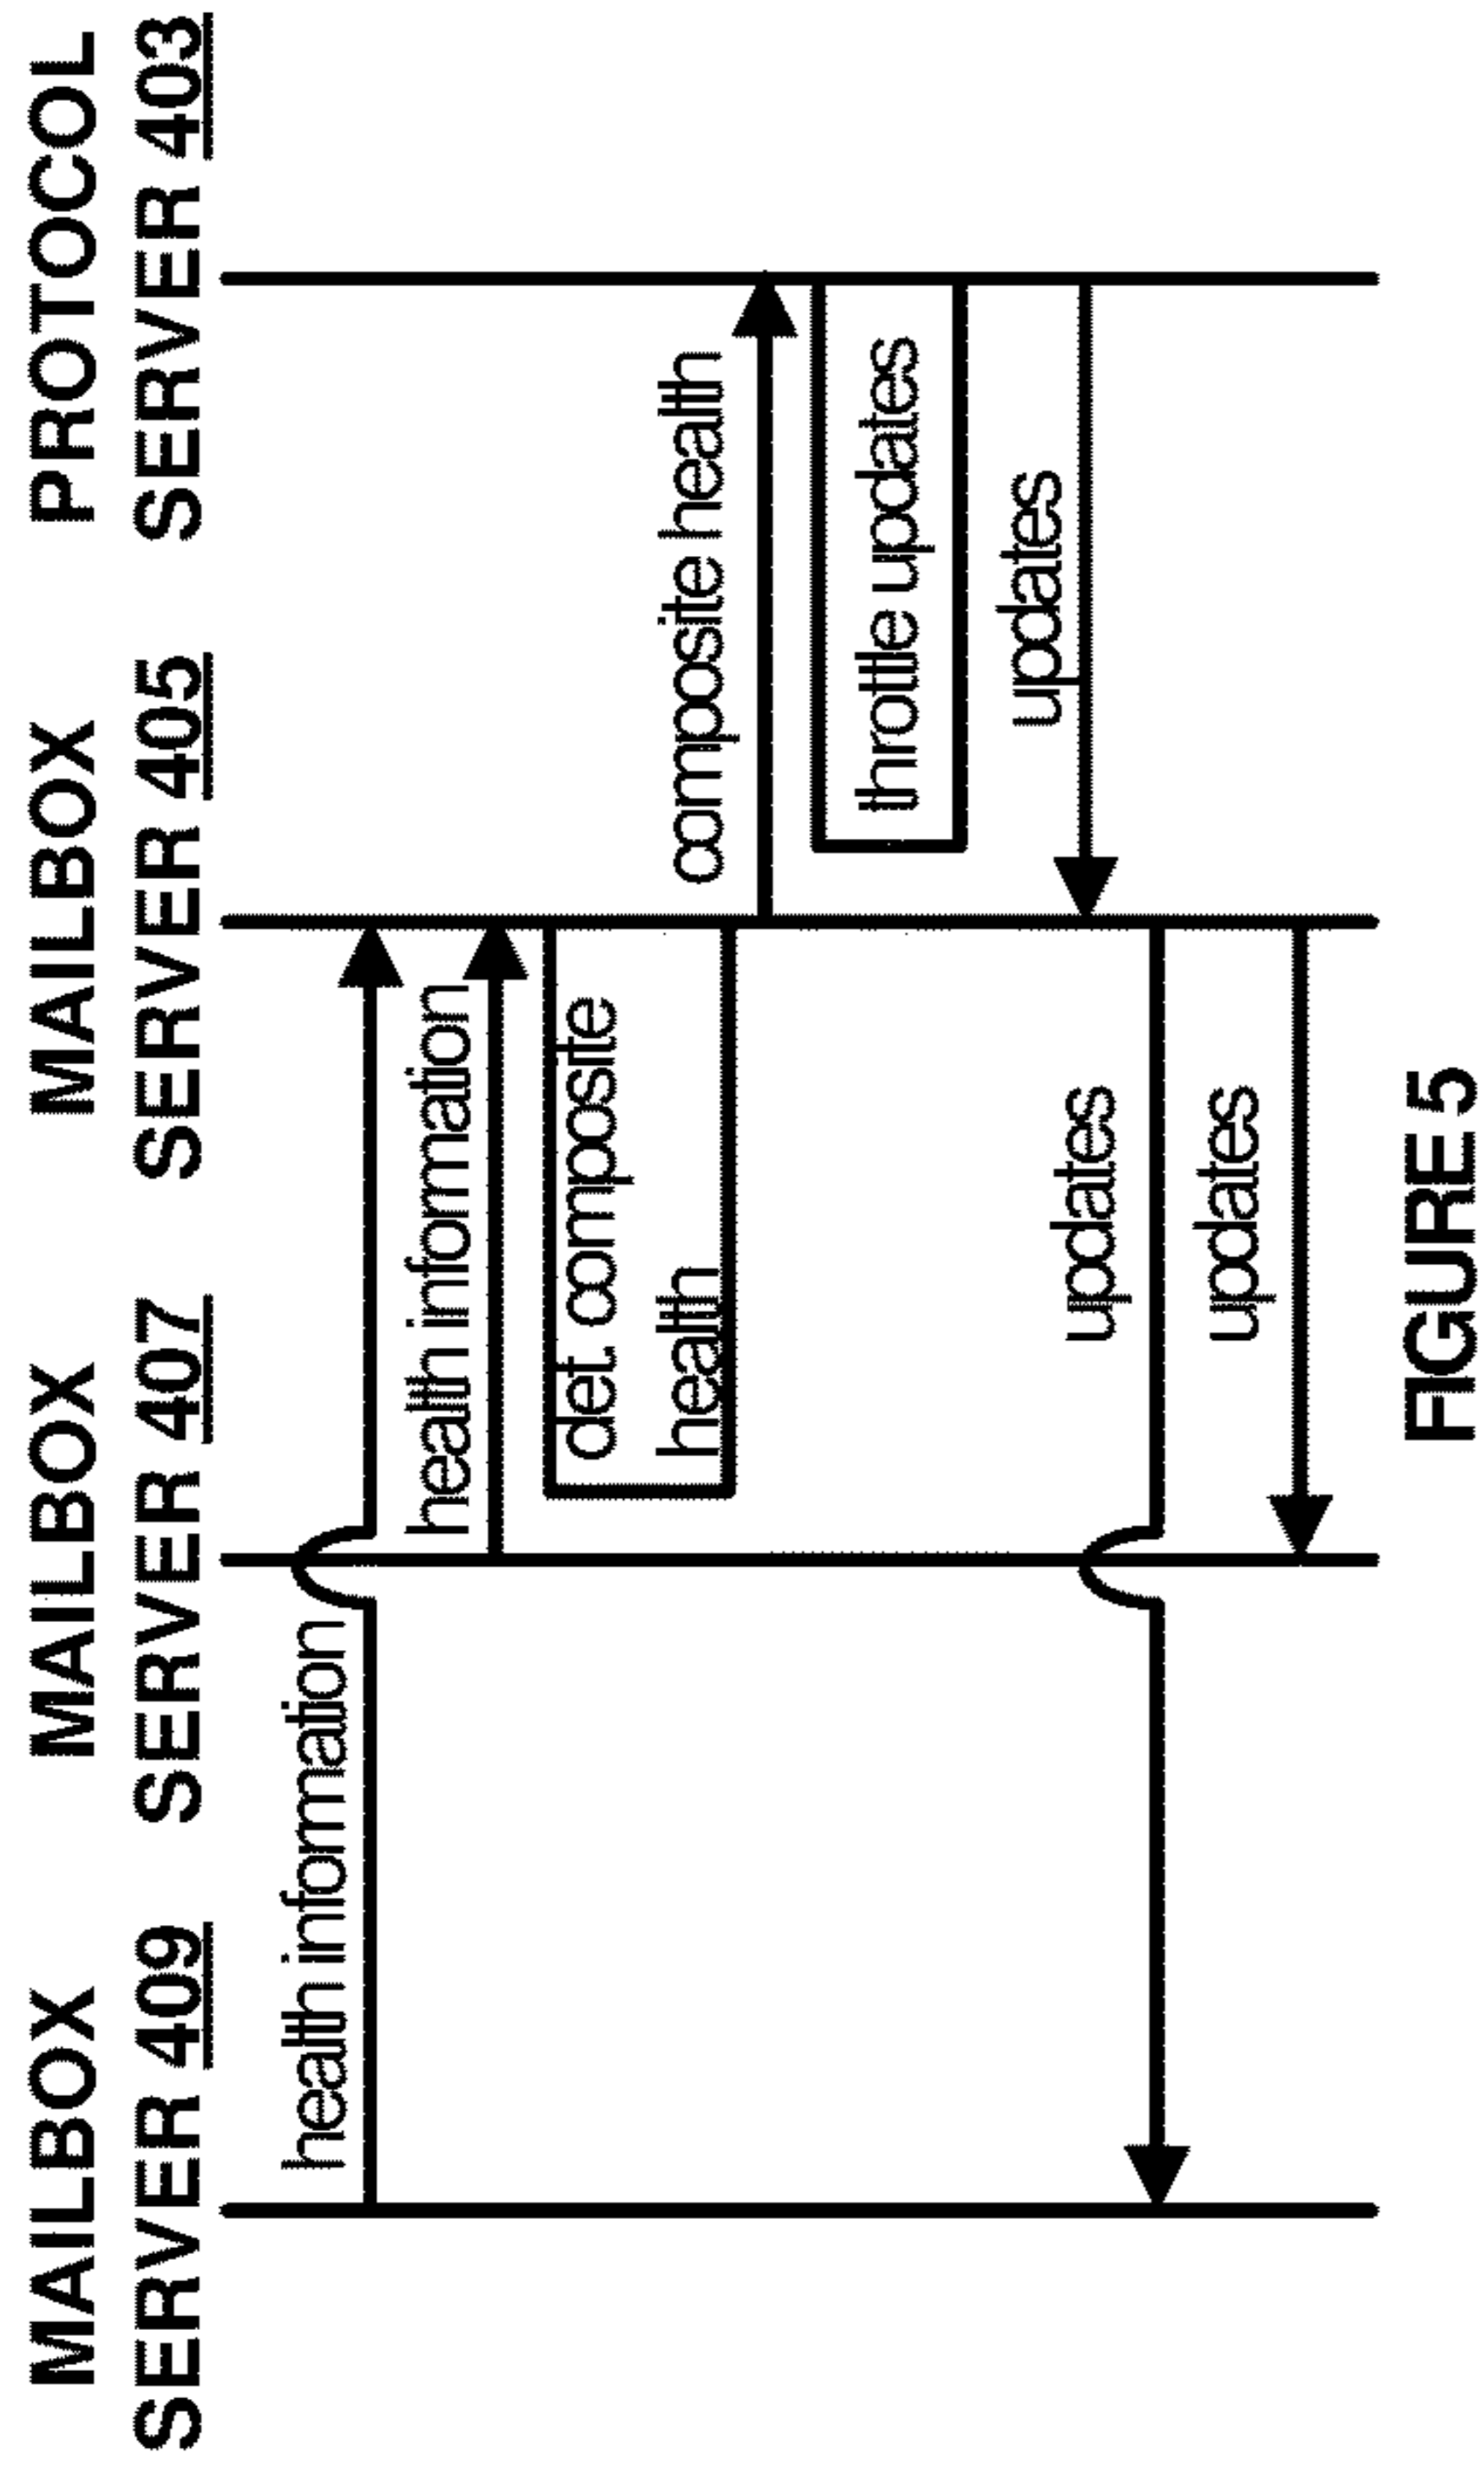 MAILBOX
SERVER 409
MAILBOX
SERVER 407
MAILBOX
SERVER 405
PROTOCOL
SERVER 403
health information
health information
det composite
health
composite health
throttle updates
updates
updates
updates
FIGURE 5